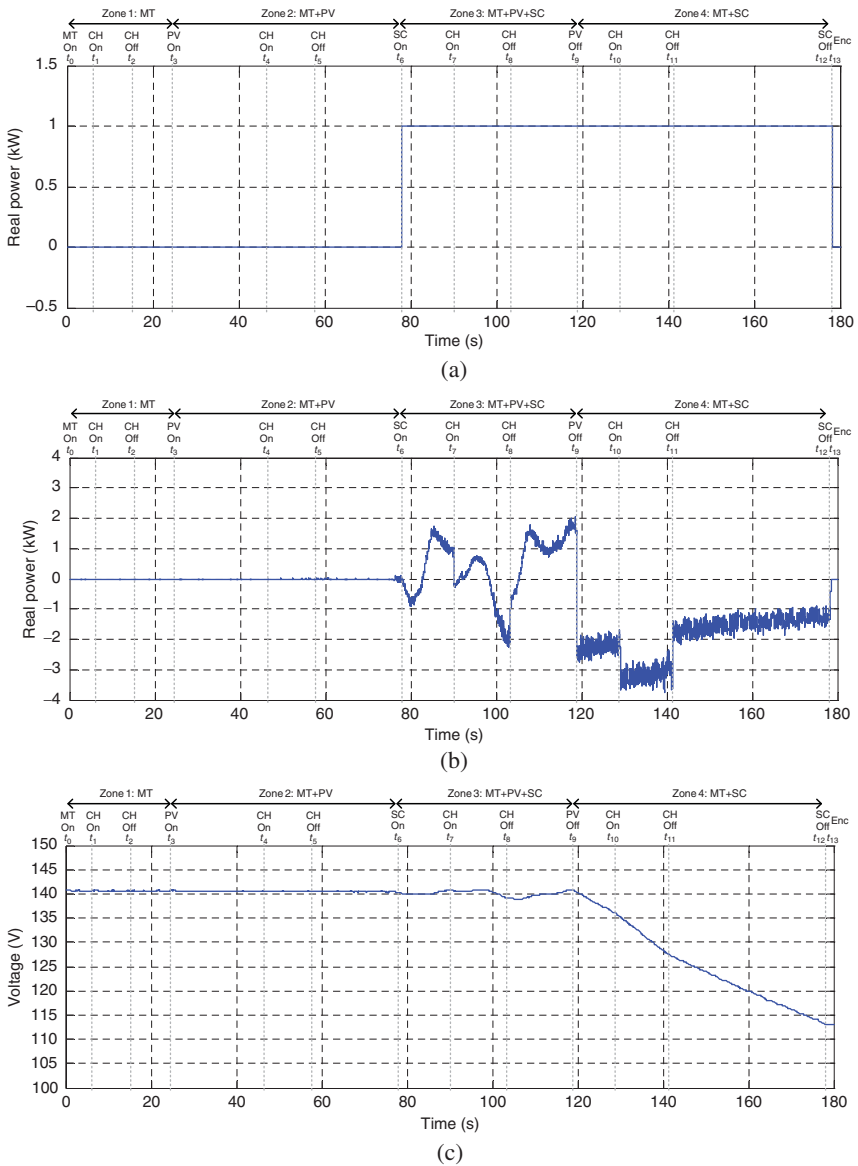 Zone 1: MT Zone 2: MT+PV Zone 3: MT+PV+SC Zone 4: MT+SC
MT CH CH PV CH CH SC CH CH PV CH CH SC Enc
On On Off On On Off On On Off Off On Off Off
t0 t1 t2 t3 t4 t5 t6 t7 t8 t9 t10 t11 t12 t13
1.5
1
0.5
0
–0.5
Real power (kW)
0 20 40 60 80 100 120 140 160 180
Time (s)
(a)
Zone 1: MT Zone 2: MT+PV Zone 3: MT+PV+SC Zone 4: MT+SC
MT CH CH PV CH CH SC CH CH PV CH CH SC Enc
On On Off On On Off On On Off Off On Off Off
t0 t1 t2 t3 t4 t5 t6 t7 t8 t9 t10 t11 t12 t13
4
3
2
1
0
–1
–2
–3
–4
Real power (kW)
0 20 40 60 80 100 120 140 160 180
Time (s)
(b)
Zone 1: MT Zone 2: MT+PV Zone 3: MT+PV+SC Zone 4: MT+SC
MT CH CH PV CH CH SC CH CH PV CH CH SC Enc
On On Off On On Off On On Off Off On Off Off
t0 t1 t2 t3 t4 t5 t6 t7 t8 t9 t10 t11 t12 t13
150
145
140
135
130
125
120
115
110
105
100
Voltage (V)
0 20 40 60 80 100 120 140 160 180
Time (s)
(c)